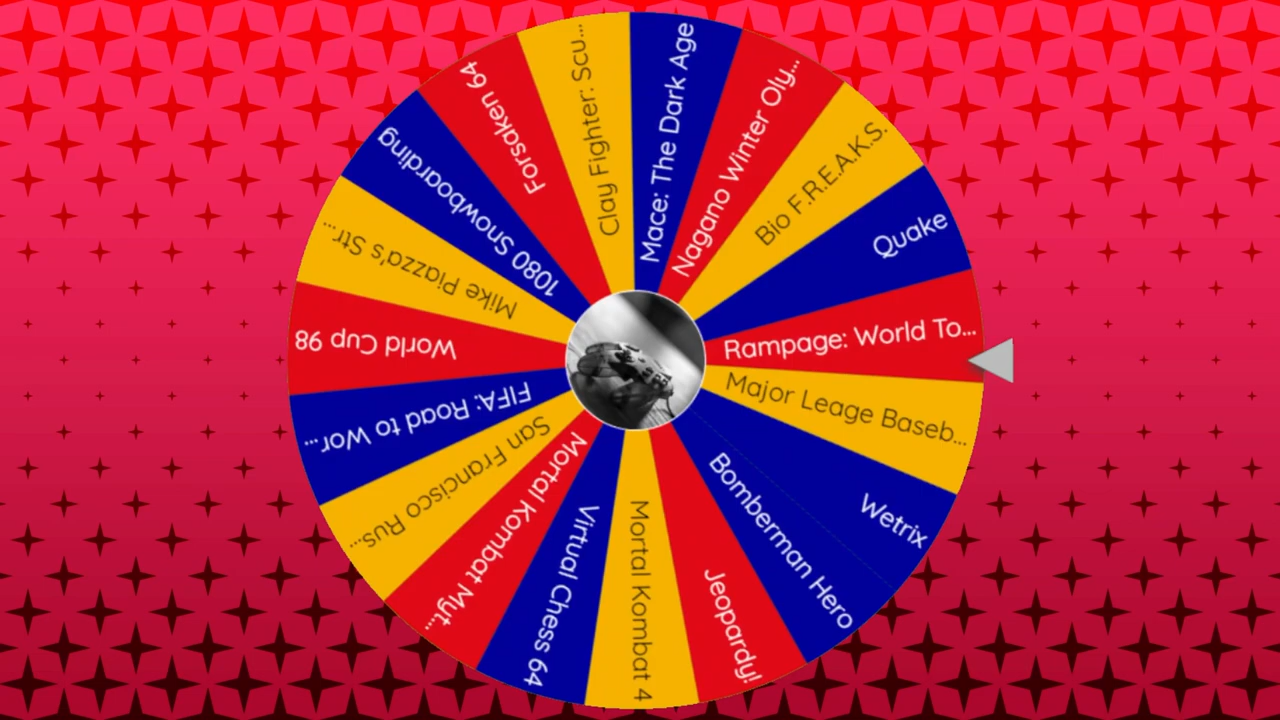 Mace: The Dark Age
Nagano Winter Oly...
Bio F.R.E.A.K.S.
Quake
Rampage: World To...
Major Leage Baseb...
Wetrix
Bomberman Hero
Jeopardy!
Mortal Kombat 4
Virtual Chess 64
Mortal Kombat Myt...
San Francisco Rus...
FIFA: Road to Wor...
World Cup 98
Mike Piazza's Str...
1080 Snowboarding
Forsaken 64
Clay Fighter: Scu...